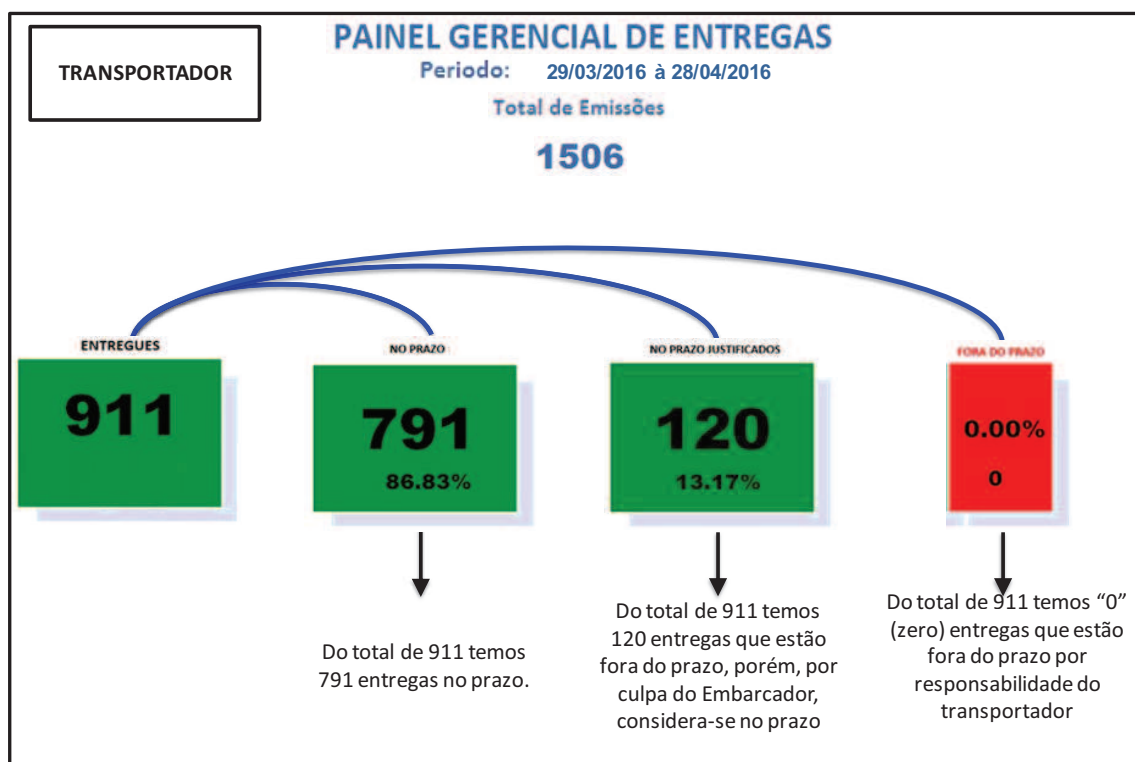 TRANSPORTADOR
PAINEL GERENCIAL DE ENTREGAS
Periodo: 29/03/2016 à 28/04/2016
Total de Emissões
1506
ENTREGUES
911
NO PRAZO
791
86.83%
NO PRAZO JUSTIFICADOS
120
13.17%
FORA DO PRAZO
0.00%
0
Do total de 911 temos
791 entregas no prazo.
Do total de 911 temos
120 entregas que estão
fora do prazo, porém, por
culpa do Embarcador,
considera-se no prazo
Do total de 911 temos “0”
(zero) entregas que estão
fora do prazo por
responsabilidade do
transportador